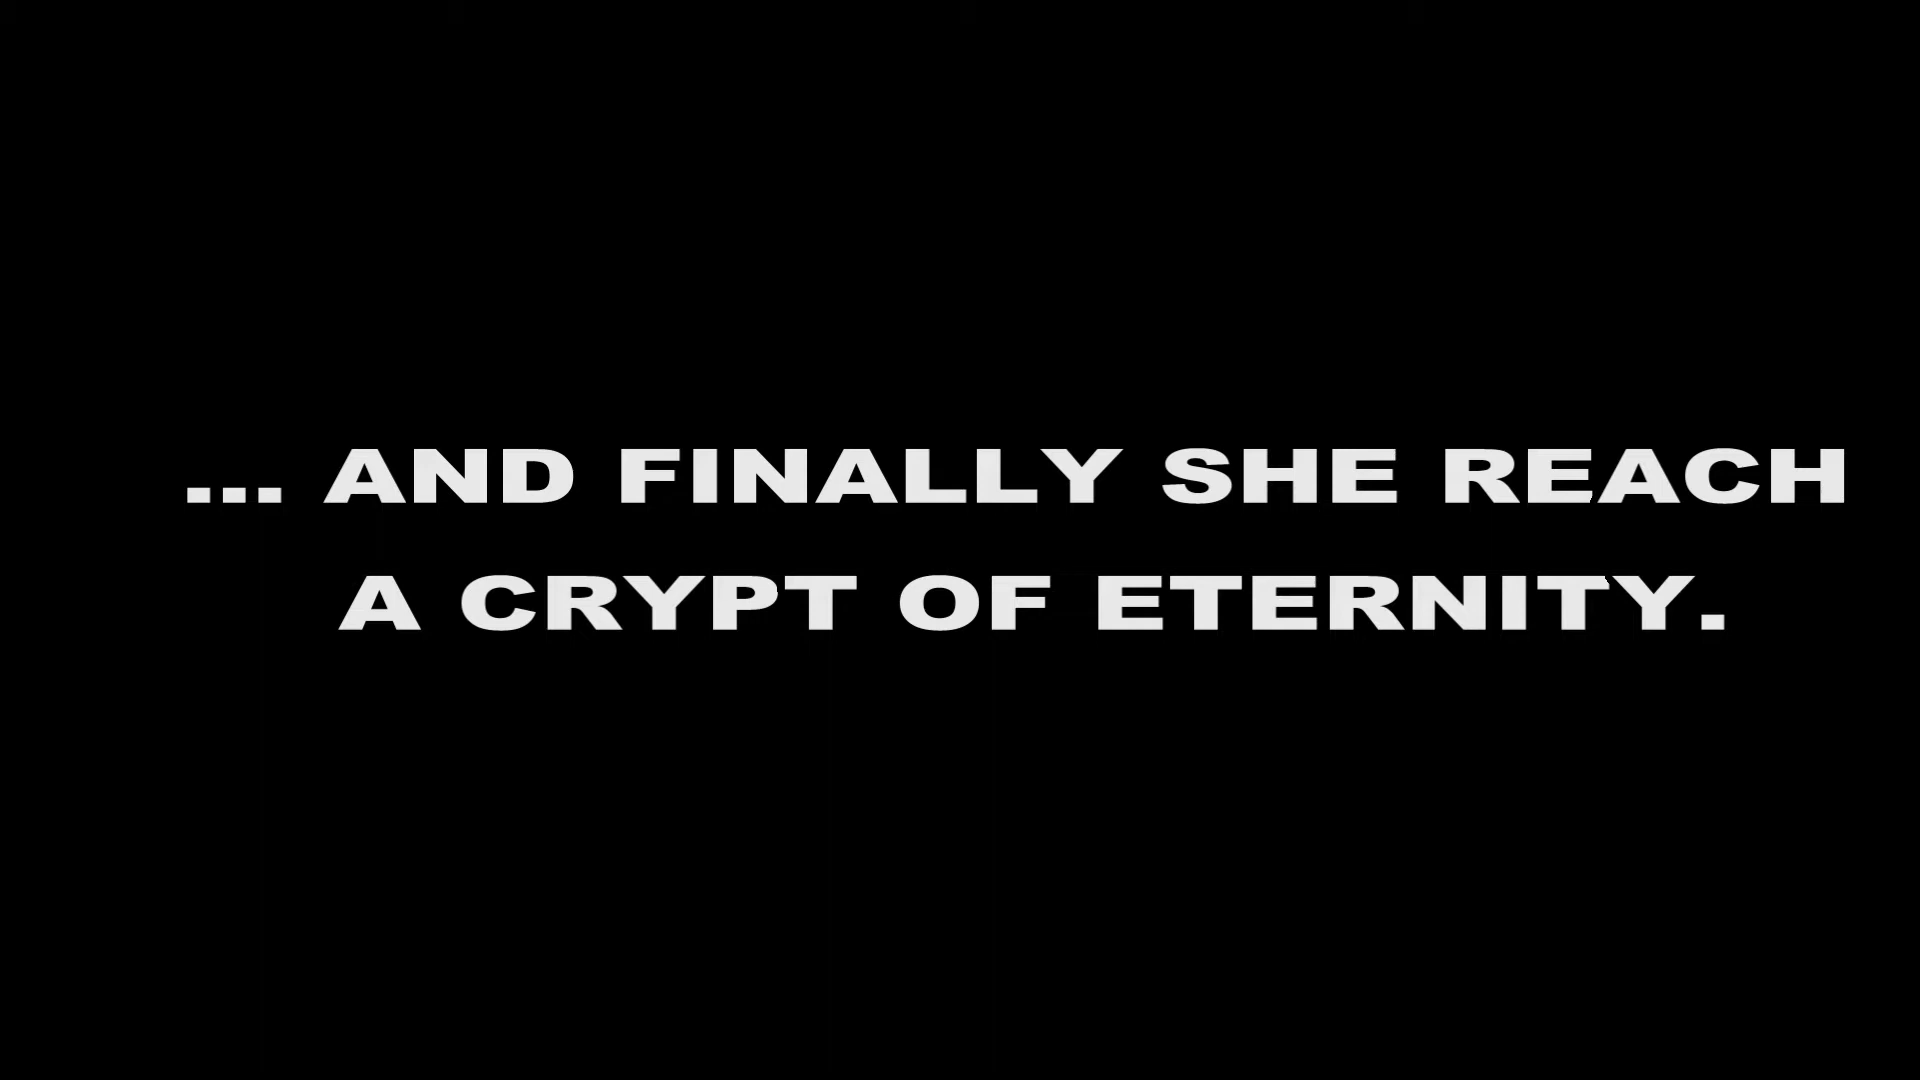 ... AND FINALLY SHE REACH
A CRYPT OF ETERNITY.